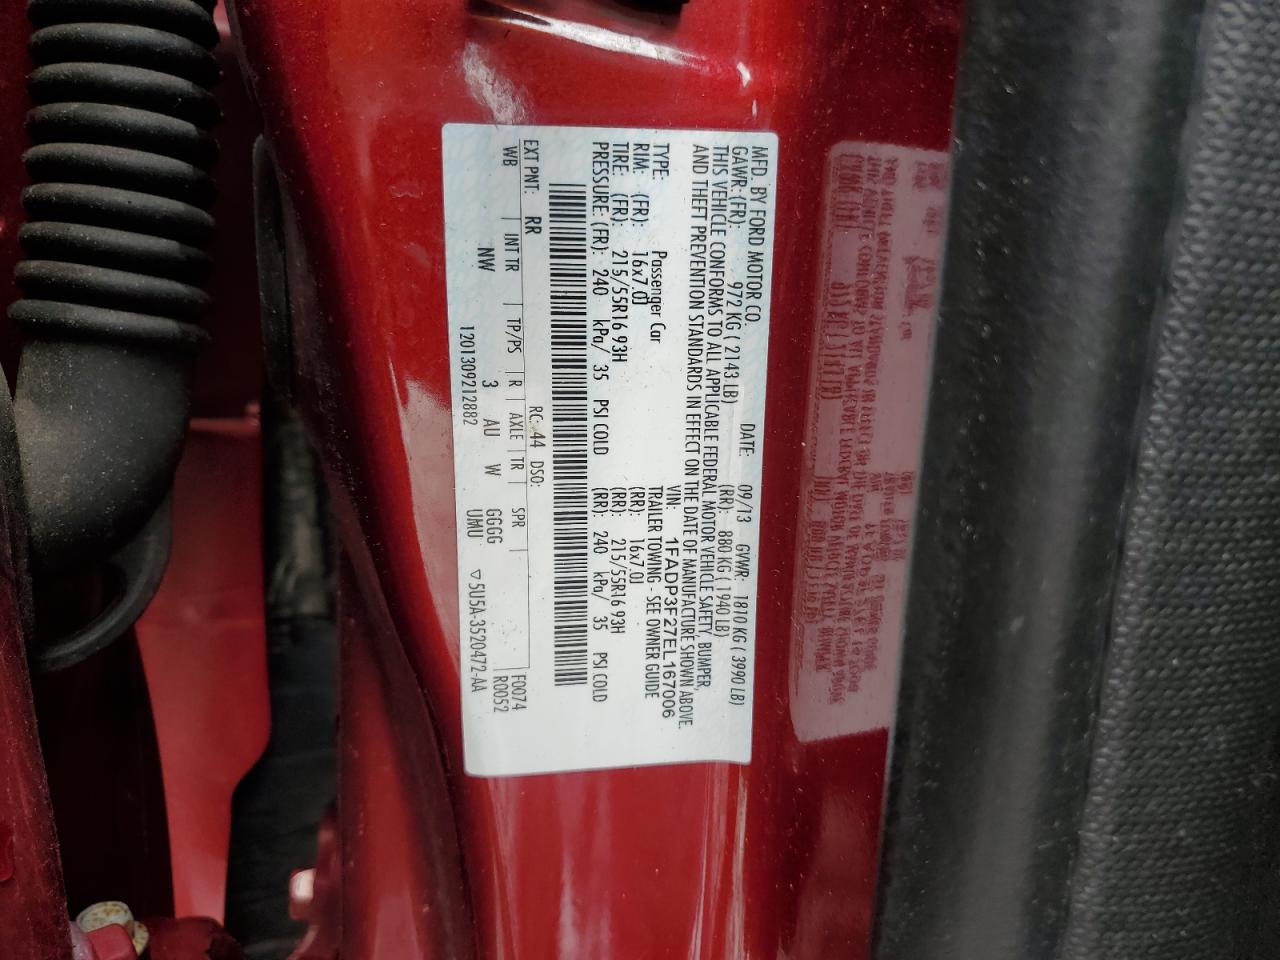 MFD. BY FORD MOTOR CO.
DATE: 09/13 GVWR: 1810 KG ( 3990 LB)
GAWR:(FR): 972 KG ( 2143 LB) (RR): 880 KG ( 1940 LB)
THIS VEHICLE CONFORMS TO ALL APPLICABLE FEDERAL MOTOR VEHICLE SAFETY, BUMPER,
AND THEFT PREVENTION STANDARDS IN EFFECT ON THE DATE OF MANUFACTURE SHOWN ABOVE.
VIN: 1FADP3F27EL167006
TYPE: Passenger Car TRAILER TOWING - SEE OWNER GUIDE
RIM: (FR): 16x7.0J (RR): 16x7.0J
TIRE: (FR): 215/55R16 93H (RR): 215/55R16 93H
PRESSURE: (FR): 240 kPa/ 35 PSI COLD (RR): 240 kPa/ 35 PSI COLD
EXT PNT: RR RC: 44 DSO: F0074
WB INT TR TP/PS R AXLE TR SPR R0052
NW 3 AU W GGGG
UMU
1201309212882 ▽5U5A-3520472-AA